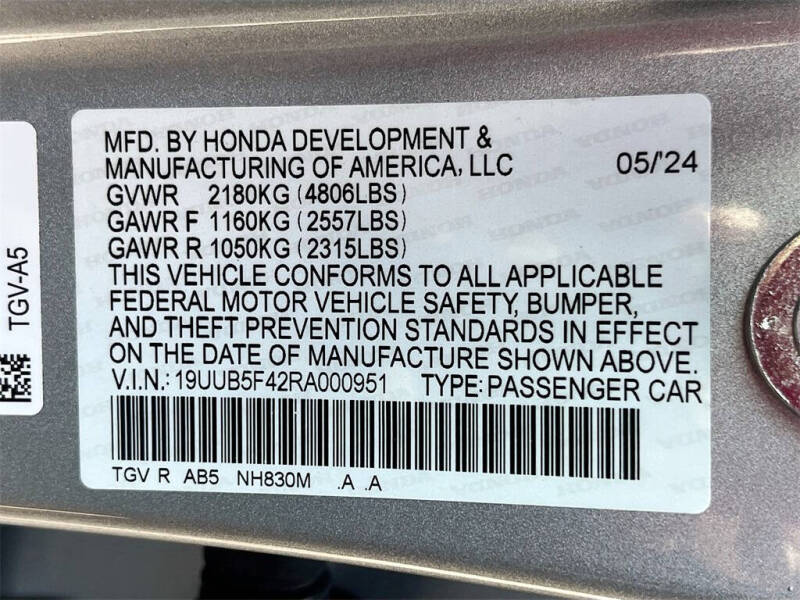 MFD. BY HONDA DEVELOPMENT &
MANUFACTURING OF AMERICA, LLC 05/'24
GVWR 2180KG (4806LBS)
GAWR F 1160KG (2557LBS)
GAWR R 1050KG (2315LBS)
THIS VEHICLE CONFORMS TO ALL APPLICABLE
FEDERAL MOTOR VEHICLE SAFETY, BUMPER,
AND THEFT PREVENTION STANDARDS IN EFFECT
ON THE DATE OF MANUFACTURE SHOWN ABOVE.
V.I.N.: 19UUB5F42RA000951 TYPE: PASSENGER CAR
TGV R AB5 NH830M .A .A
TGV-A5